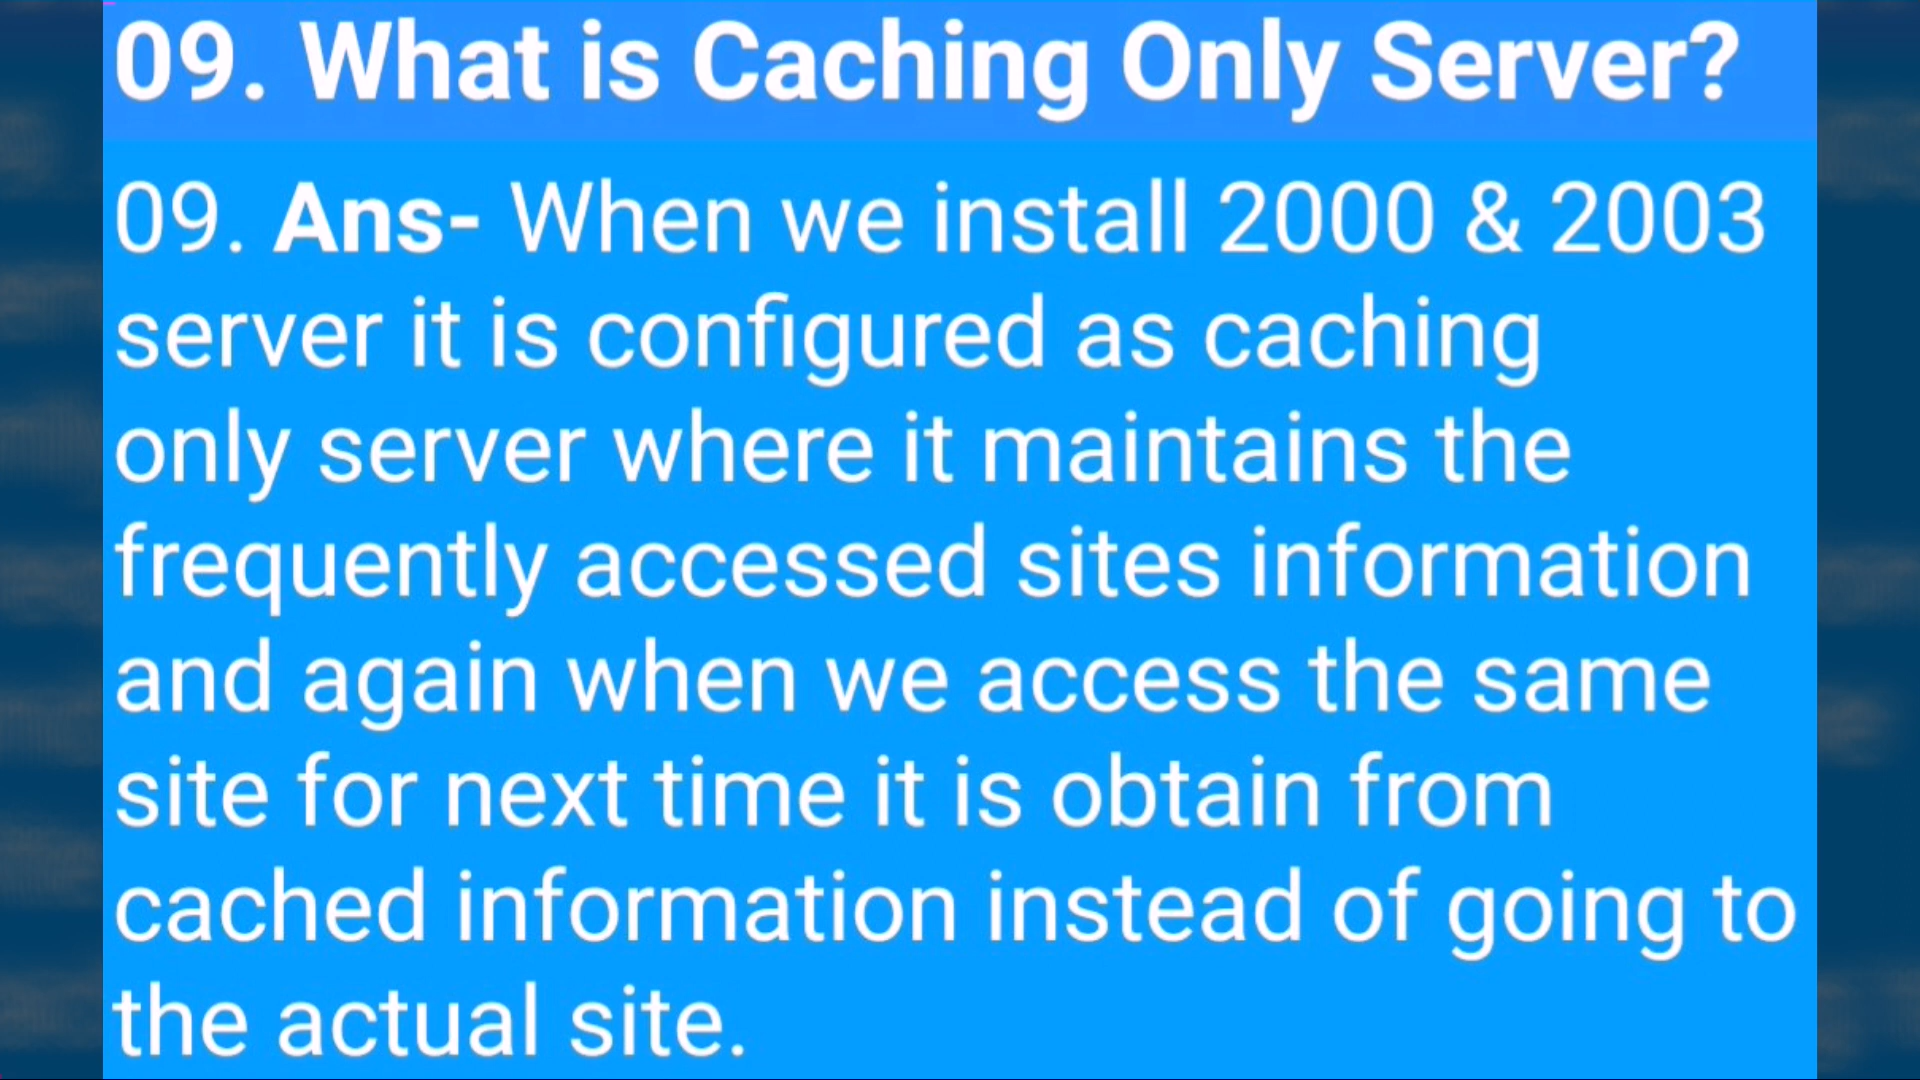 09. What is Caching Only Server?
09. Ans- When we install 2000 & 2003
server it is configured as caching
only server where it maintains the
frequently accessed sites information
and again when we access the same
site for next time it is obtain from
cached information instead of going to
the actual site.